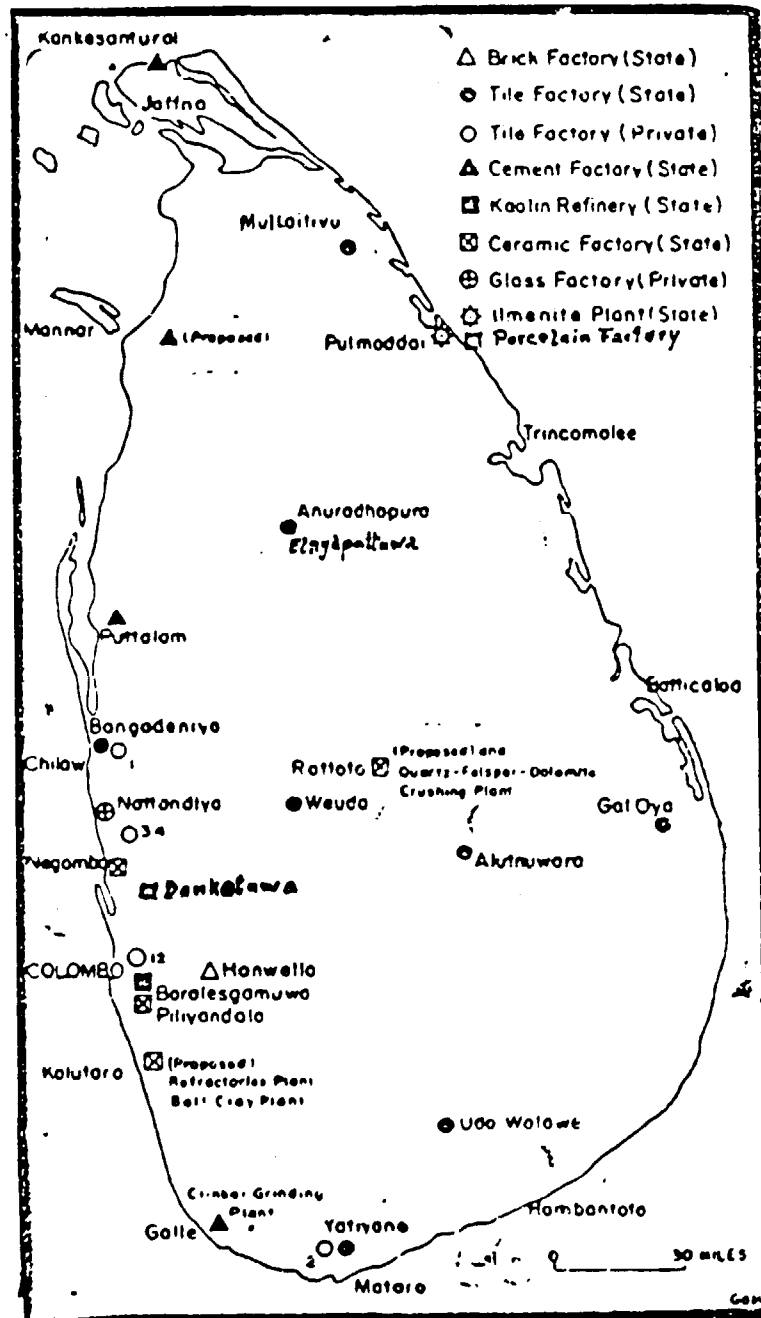 Kankesanturai
Jaffna
Brick Factory (State)
Tile Factory (State)
Tile Factory (Private)
Cement Factory (State)
Kaolin Refinery (State)
Ceramic Factory (State)
Glass Factory (Private)
Ilmenite Plant (State)
Porcelain Factory
Mullaitivu
Mannar
(Proposed)
Pulmoddai
Trincomalee
Anuradhapura
Puttalam
Batticaloa
Bangadeniya
Chilaw
1
Rattota
(Proposed) and
Quartz-Felspar-Dolomite
Crushing Plant
Nattandiya
Weuda
Gal Oya
34
Negombo
Alutnuwara
Dankotuwa
12
COLOMBO
Hanwella
Boralesgamuwa
Piliyandala
Kalutara
(Proposed)
Refractories Plant
Ball Clay Plant
Uda Walawe
Clinker Grinding
Plant
Hambantota
Galle
Yatiyana
2
0
30 MILES
Matara